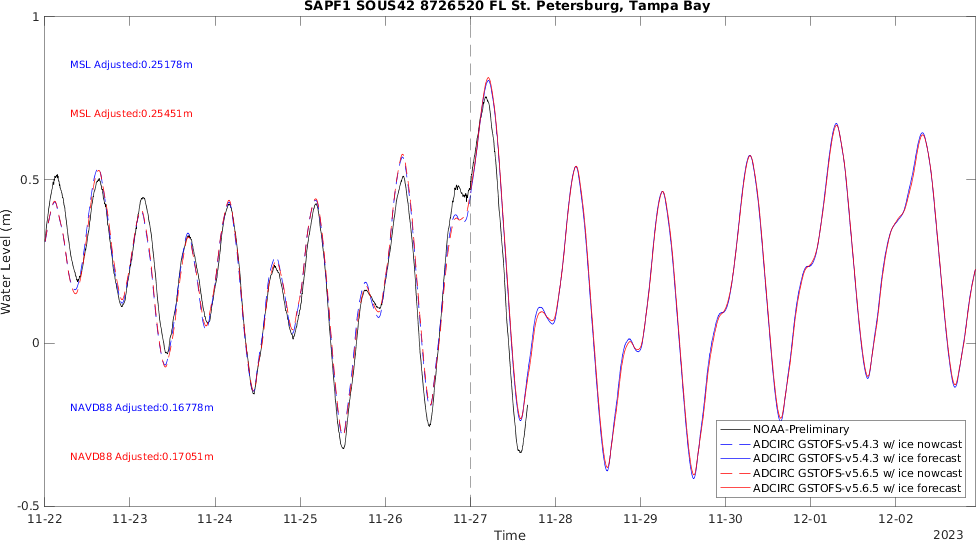 SAPF1 SOUS42 8726520 FL St. Petersburg, Tampa Bay
1
0.5
0
-0.5
Water Level (m)
MSL Adjusted:0.25178m
MSL Adjusted:0.25451m
NAVD88 Adjusted:0.16778m
NAVD88 Adjusted:0.17051m
NOAA-Preliminary
ADCIRC GSTOFS-v5.4.3 w/ ice nowcast
ADCIRC GSTOFS-v5.4.3 w/ ice forecast
ADCIRC GSTOFS-v5.6.5 w/ ice nowcast
ADCIRC GSTOFS-v5.6.5 w/ ice forecast
11-22 11-23 11-24 11-25 11-26 11-27 11-28 11-29 11-30 12-01 12-02
Time
2023